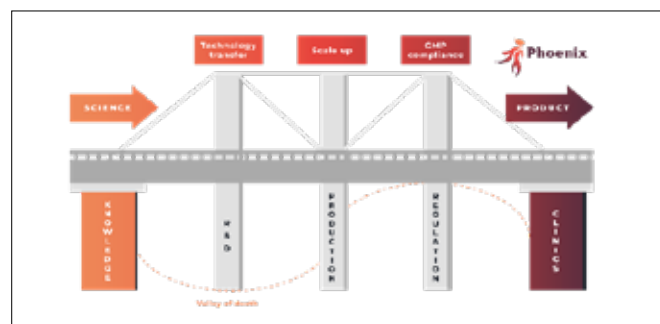 Technology
transfer
Scale up
GMP
compliance
Phoenix
SCIENCE
PRODUCT
KNOWLEDGE
R&D
PRODUCTION
REGULATION
CLINICS
Valley of death